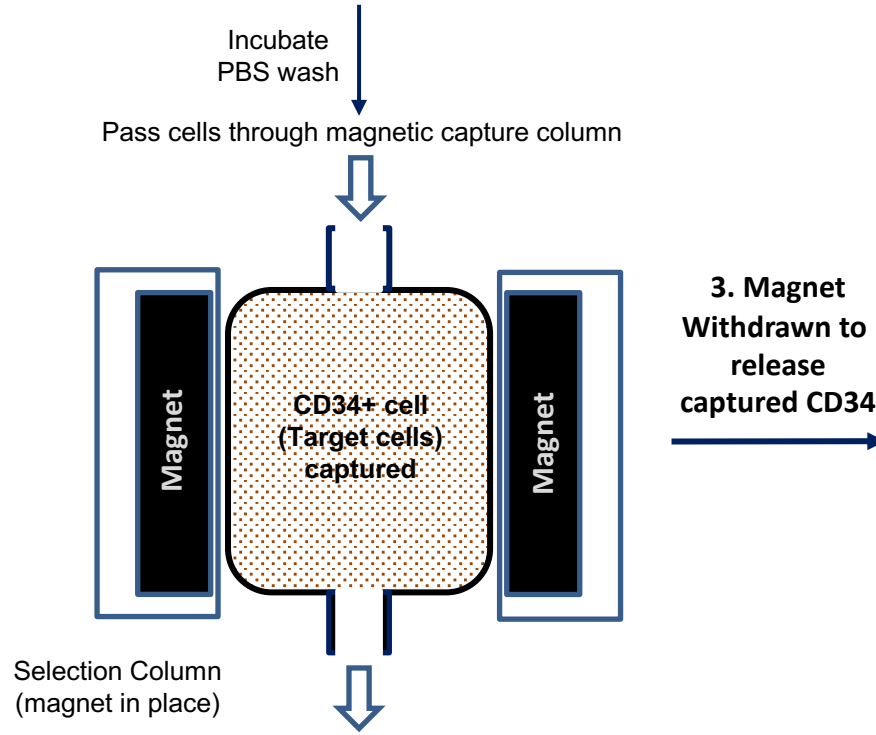 Incubate
PBS wash
Pass cells through magnetic capture column
Magnet
CD34+ cell
(Target cells)
captured
Magnet
3. Magnet
Withdrawn to
release
captured CD34
Selection Column
(magnet in place)